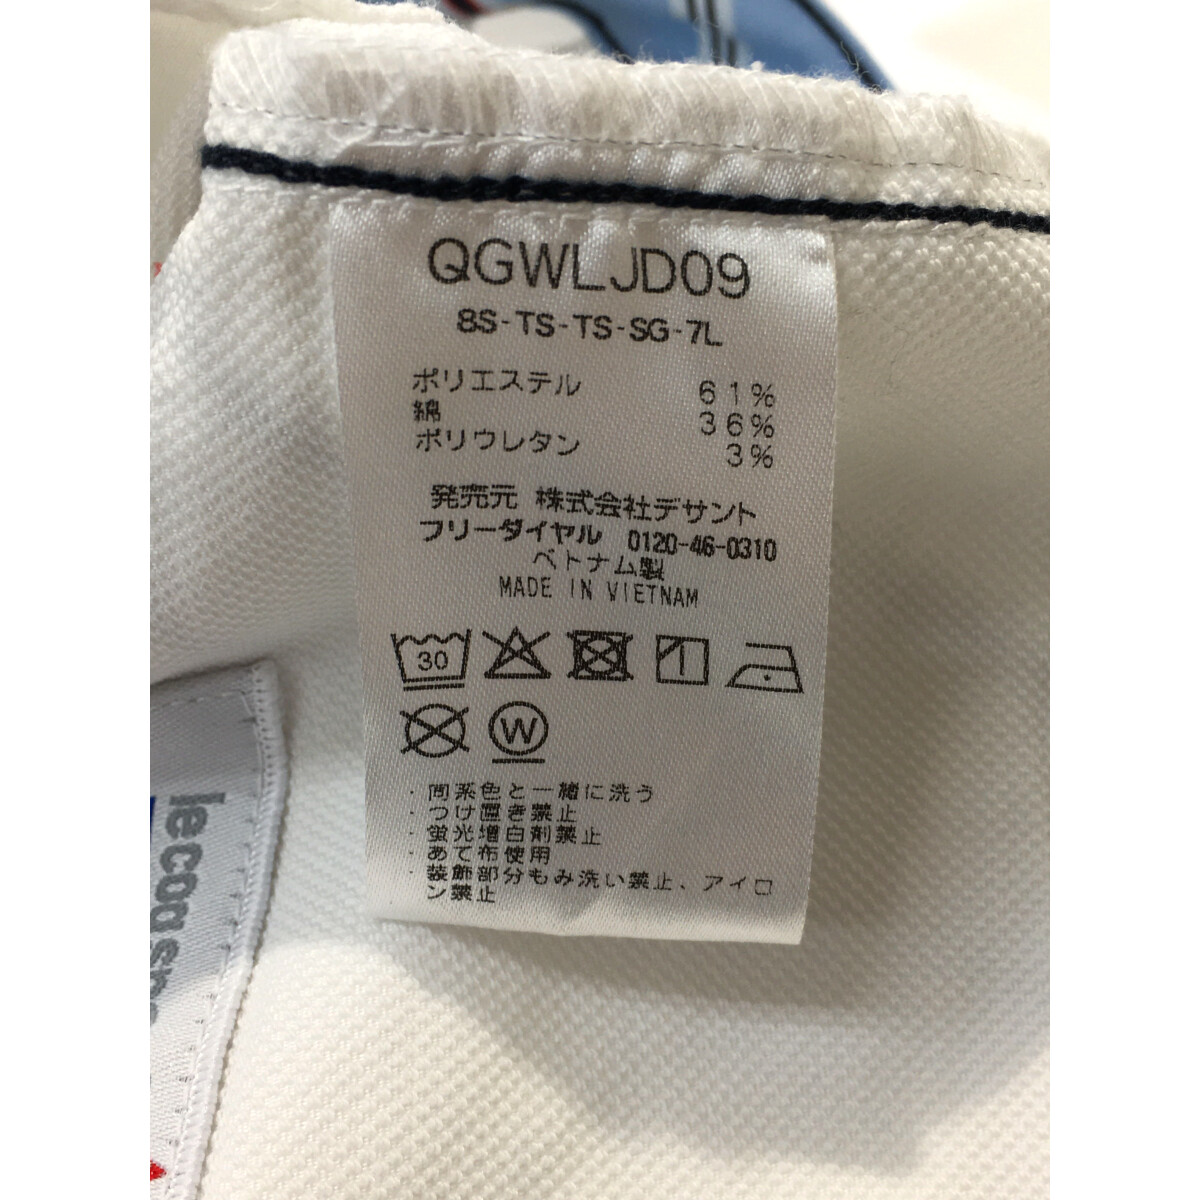 QGWLJD09
8S-TS-TS-SG-7L
ポリエステル 61%
綿 36%
ポリウレタン 3%
発売元 株式会社デサント
フリーダイヤル 0120-46-0310
ベトナム製
MADE IN VIETNAM
30
W
・同系色と一緒に洗う
・つけ置き禁止
・蛍光増白剤禁止
・あて布使用
・装飾部分もみ洗い禁止、アイロ
ン禁止
le coq